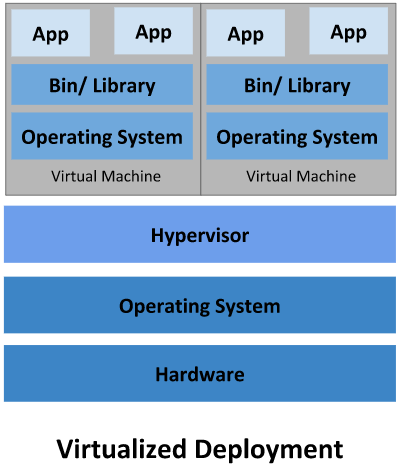 App App App App
Bin/ Library Bin/ Library
Operating System Operating System
Virtual Machine Virtual Machine
Hypervisor
Operating System
Hardware
Virtualized Deployment